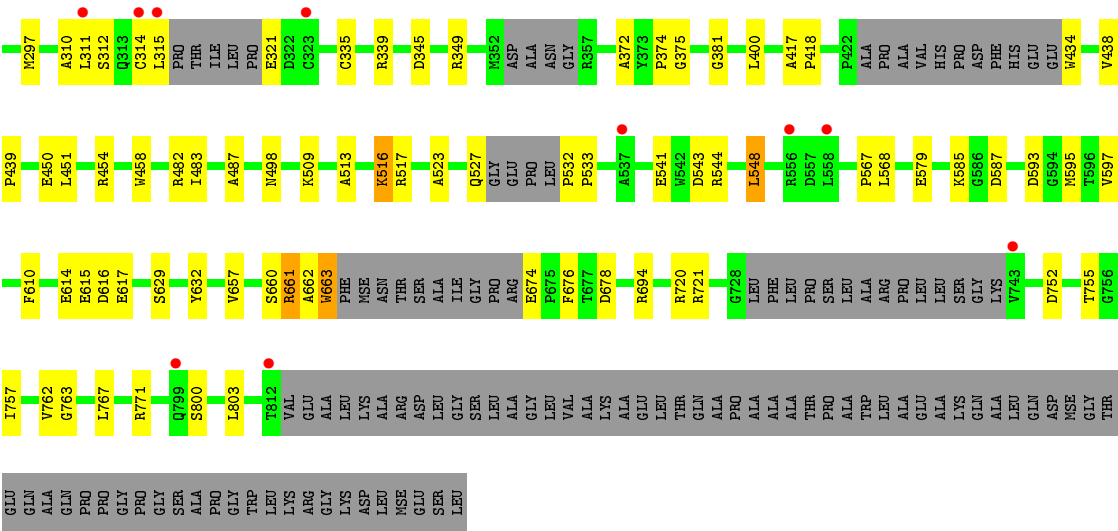 M297 A310 L311 S312 Q313 C314 L315 PRO THR ILE LEU PRO E321 D322 C323 C335 R339 D345 R349 M352 ASP ALA ASN GLY R357 A372 Y373 P374 G375 G381 L400 A417 P418 P422 ALA PRO ALA VAL HIS PRO ASP PHE HIS GLU GLU W434 V438
P439 E450 L451 R454 W458 R482 I483 A487 N498 K509 A513 K516 R517 A523 Q527 GLY GLU PRO LEU P532 P533 A537 E541 W542 D543 R544 L548 R556 D557 L558 P567 L568 E579 K585 G586 D587 D593 G594 M595 T596 V597
F610 E614 E615 D616 E617 S629 Y632 V657 S660 R661 A662 W663 PHE MSE ASN THR SER ALA ILE GLY PRO ARG E674 P675 F676 T677 D678 R694 R720 R721 G728 LEU PHE LEU PRO SER LEU ALA ARG PRO LEU LEU SER GLY LYS V743 D752 T755 G756
I757 V762 G763 L767 R771 Q799 S800 L803 T812 VAL GLU ALA LEU LYS ALA ARG ASP LEU GLY SER LEU ALA GLY LEU VAL ALA LYS ALA GLU LEU THR GLN ALA PRO ALA ALA ALA THR PRO ALA TRP LEU ALA GLU ALA LYS GLN ALA LEU GLN ASP MSE GLY THR
GLU GLN ALA GLN PRO PRO GLY PRO GLY SER ALA PRO GLY TRP LEU LYS ARG GLY LYS ASP LEU MSE GLU SER LEU